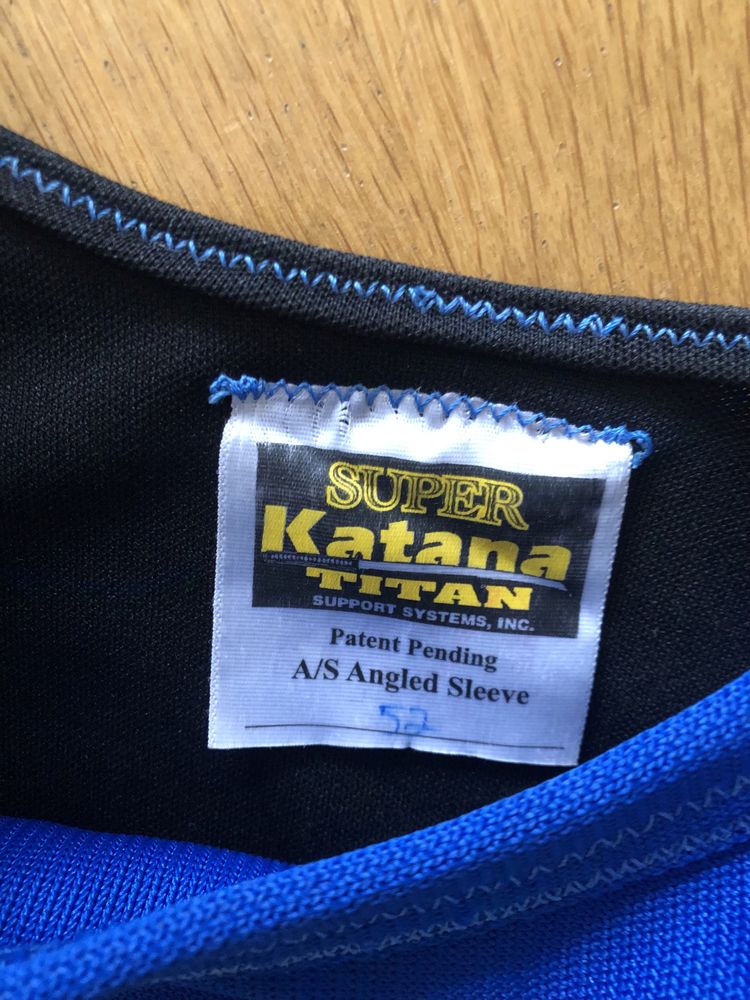 SUPER
Katana
TITAN
SUPPORT SYSTEMS, INC.
Patent Pending
A/S Angled Sleeve
52